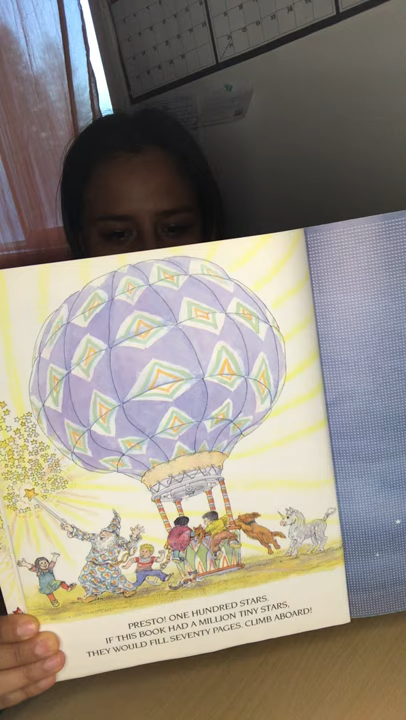 PRESTO! ONE HUNDRED STARS.
IF THIS BOOK HAD A MILLION TINY STARS,
THEY WOULD FILL SEVENTY PAGES. CLIMB ABOARD!